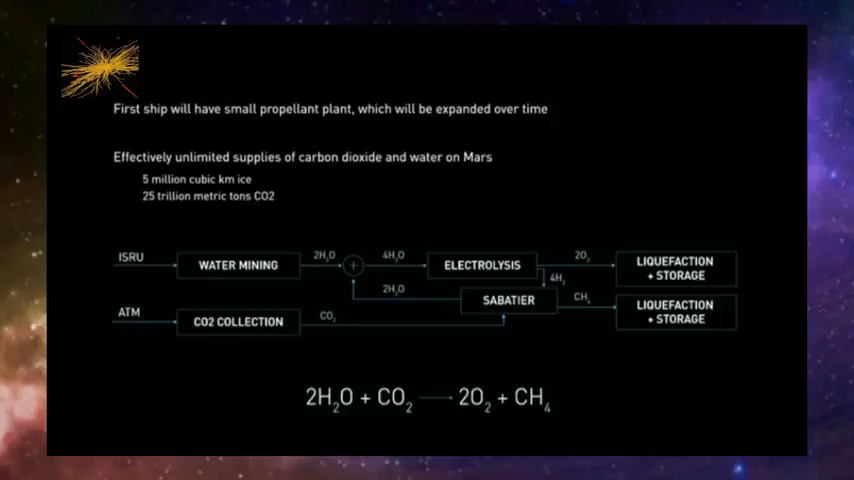 First ship will have small propellant plant, which will be expanded over time
Effectively unlimited supplies of carbon dioxide and water on Mars
5 million cubic km ice
25 trillion metric tons CO2
ISRU
WATER MINING
2H₂O
+
4H₂O
ELECTROLYSIS
2O₂
LIQUEFACTION
+ STORAGE
4H₂
2H₂O
SABATIER
CH₄
LIQUEFACTION
+ STORAGE
ATM
CO2 COLLECTION
CO₂
2H₂O + CO₂ → 2O₂ + CH₄